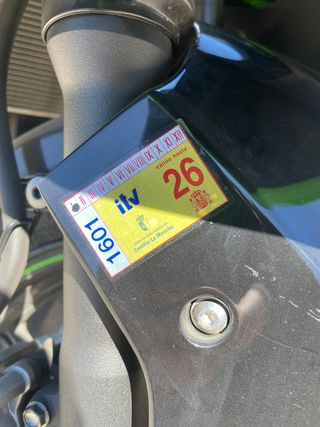 II III IV V VI VII VIII IX X XI XII
válido hasta
26
itv
Castilla-La Mancha
1601